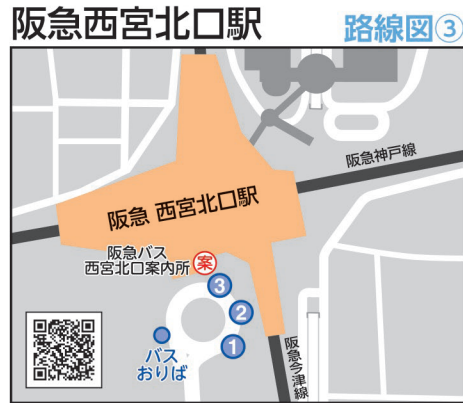 阪急西宮北口駅
路線図③
阪急神戸線
阪急 西宮北口駅
阪急バス
西宮北口案内所
案
3
2
1
バス
おりば
阪急今津線